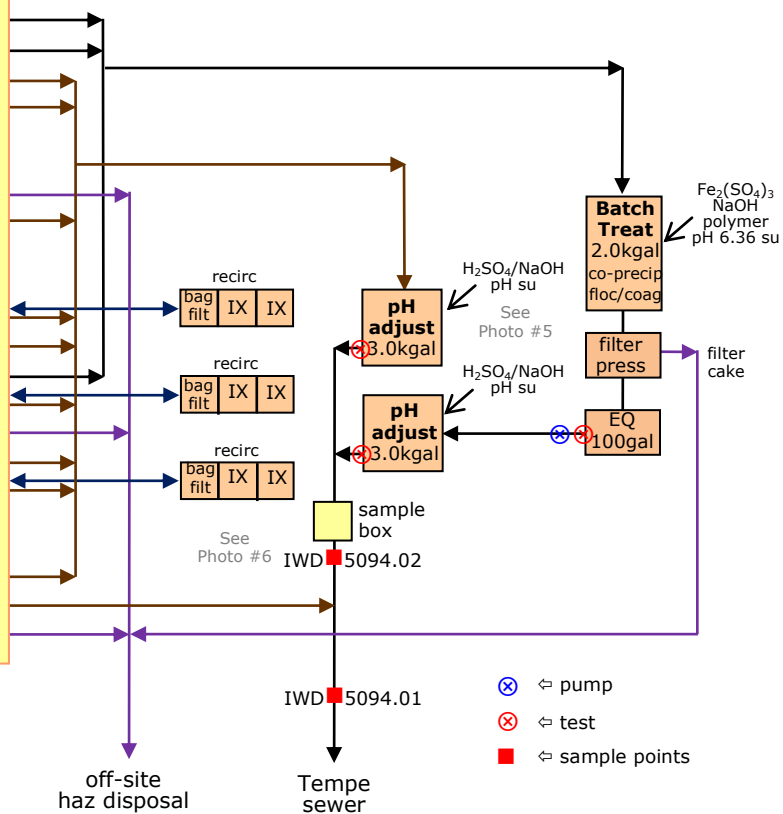 Batch
Treat
2.0kgal
co-precip
floc/coag
Fe₂(SO₄)₃
NaOH
polymer
pH 6.36 su
recirc
bag
filt
IX
IX
H₂SO₄/NaOH
pH su
pH
adjust
3.0kgal
See
Photo #5
filter
press
filter
cake
recirc
bag
filt
IX
IX
H₂SO₄/NaOH
pH su
pH
adjust
3.0kgal
EQ
100gal
recirc
bag
filt
IX
IX
sample
box
See
Photo #6
IWD 5094.02
IWD 5094.01
⇦ pump
⇦ test
⇦ sample points
off-site
haz disposal
Tempe
sewer